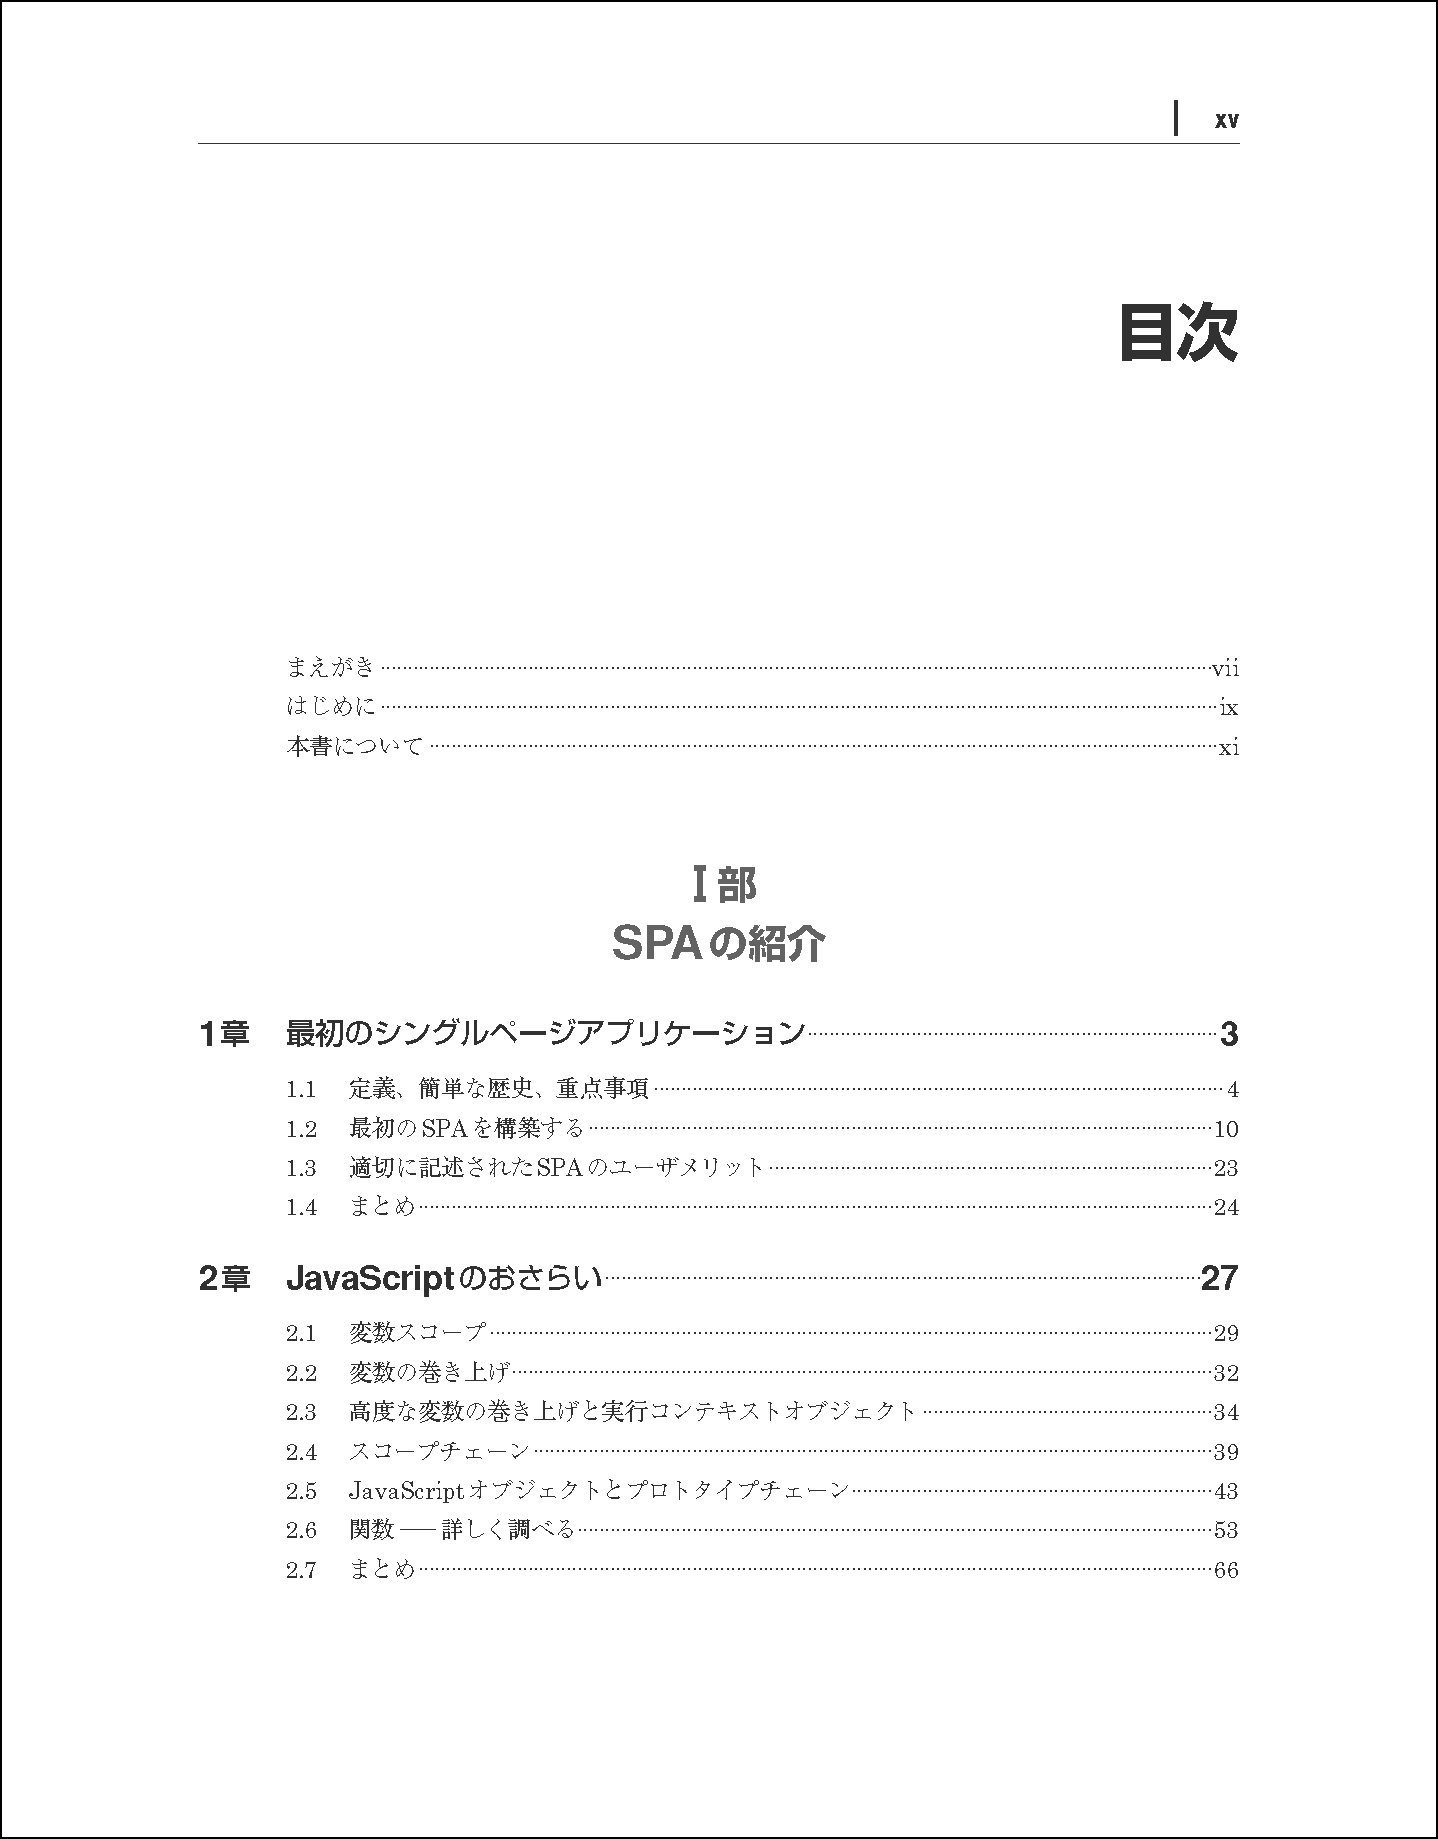 xv
目次
まえがき vii
はじめに ix
本書について xi
I部
SPAの紹介
1章 最初のシングルページアプリケーション 3
1.1 定義、簡単な歴史、重点事項 4
1.2 最初のSPAを構築する 10
1.3 適切に記述されたSPAのユーザメリット 23
1.4 まとめ 24
2章 JavaScriptのおさらい 27
2.1 変数スコープ 29
2.2 変数の巻き上げ 32
2.3 高度な変数の巻き上げと実行コンテキストオブジェクト 34
2.4 スコープチェーン 39
2.5 JavaScriptオブジェクトとプロトタイプチェーン 43
2.6 関数 ── 詳しく調べる 53
2.7 まとめ 66